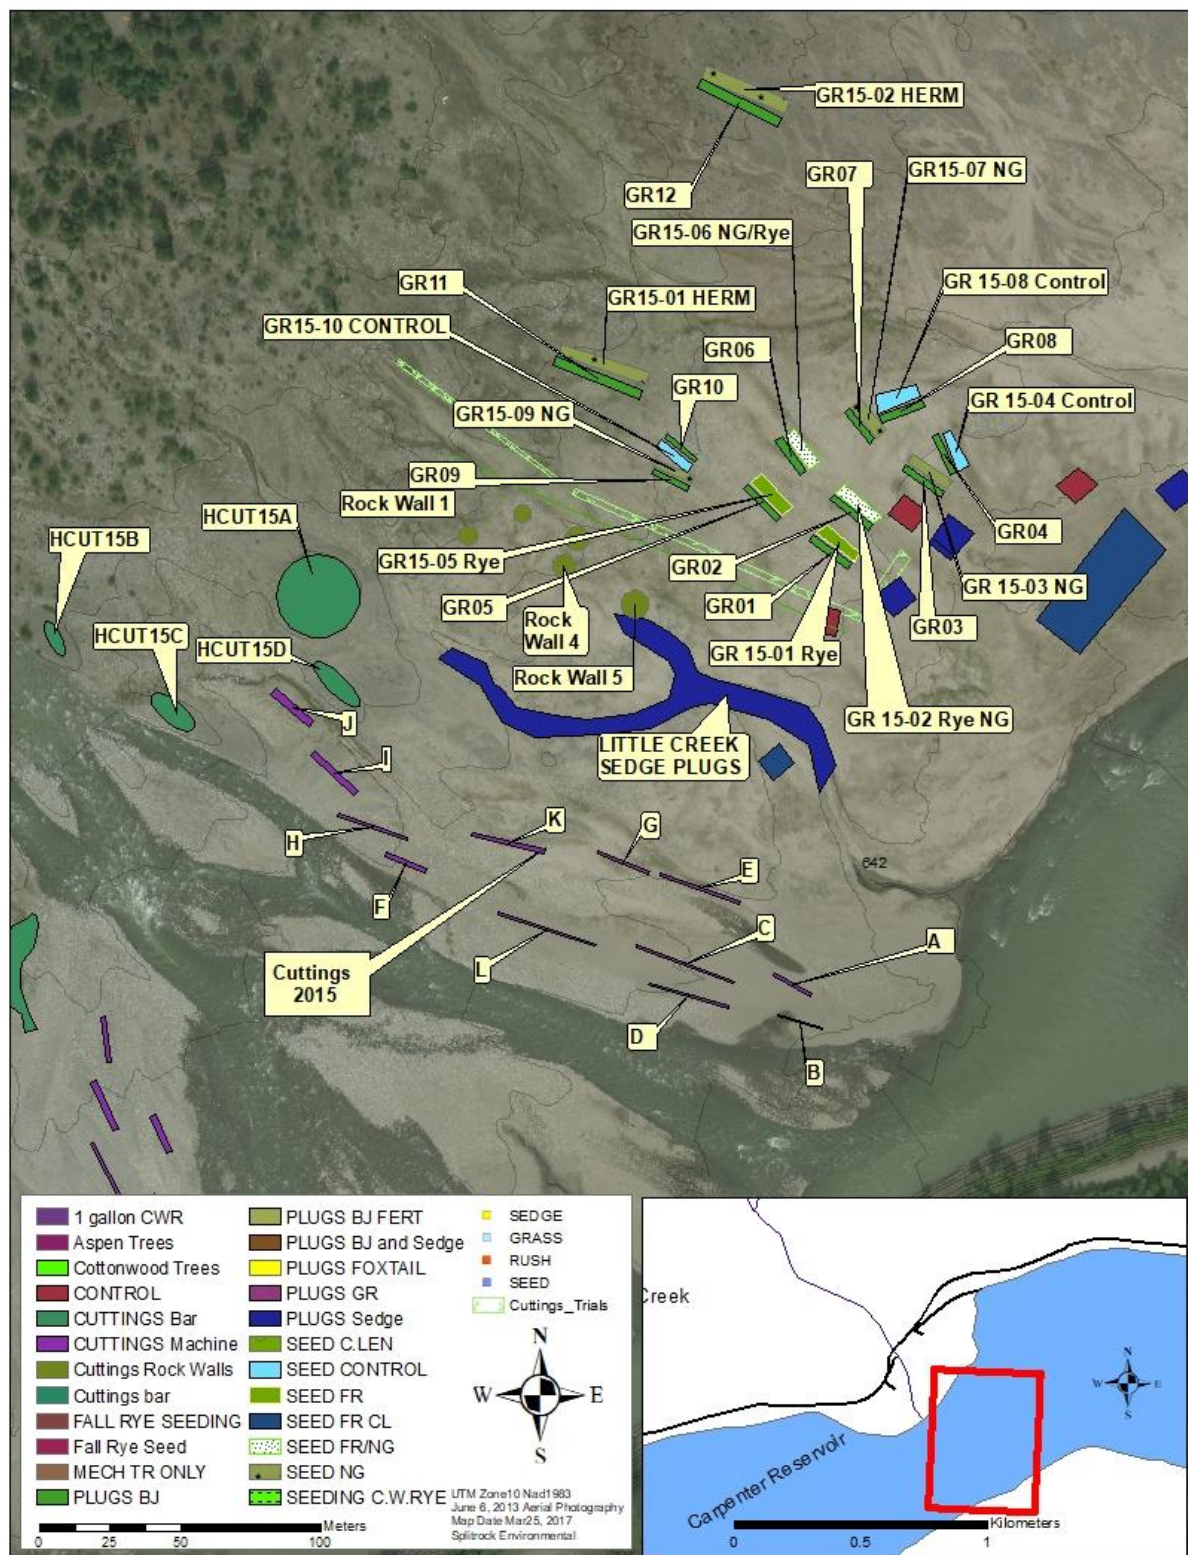 GR15-02 HERM
GR12
GR07
GR15-07 NG
GR15-06 NG/Rye
GR11
GR15-01 HERM
GR 15-08 Control
GR15-10 CONTROL
GR06
GR08
GR10
GR15-09 NG
GR 15-04 Control
GR09
Rock Wall 1
HCUT15A
HCUT15B
GR15-05 Rye
GR02
GR04
GR 15-03 NG
GR05
Rock
Wall 4
GR01
GR03
HCUT15C
HCUT15D
GR 15-01 Rye
Rock Wall 5
GR 15-02 Rye NG
J
LITTLE CREEK
SEDGE PLUGS
I
H
K
G
E
642
F
C
A
L
Cuttings
2015
D
B
1 gallon CWR
Aspen Trees
Cottonwood Trees
CONTROL
CUTTINGS Bar
CUTTINGS Machine
Cuttings Rock Walls
Cuttings bar
FALL RYE SEEDING
Fall Rye Seed
MECH TR ONLY
PLUGS BJ
PLUGS BJ FERT
PLUGS BJ and Sedge
PLUGS FOXTAIL
PLUGS GR
PLUGS Sedge
SEED C.LEN
SEED CONTROL
SEED FR
SEED FR CL
SEED FR/NG
SEED NG
SEEDING C.W.RYE
SEDGE
GRASS
RUSH
SEED
Cuttings_Trials
N
W
E
S
UTM Zone10 Nad1983
June 6, 2013 Aerial Photography
Map Date Mar25, 2017
Splitrock Environmental
Meters
0 25 50 100
Creek
N
W
E
S
Carpenter Reservoir
Kilometers
0 0.5 1